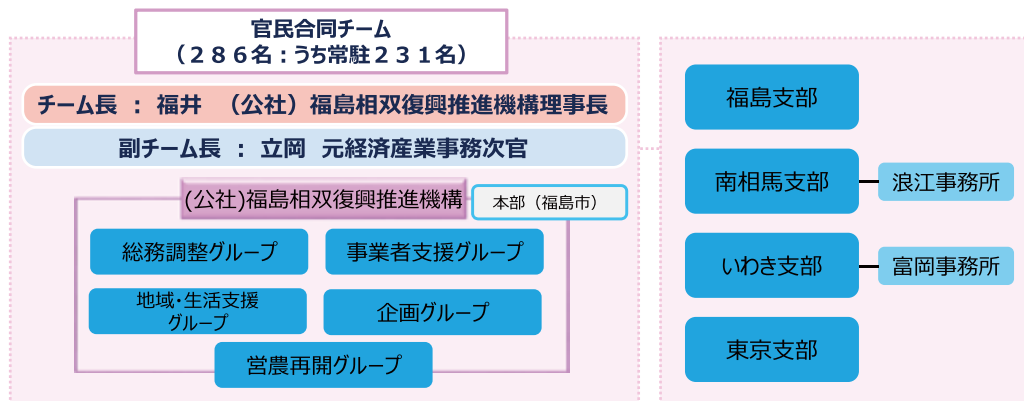 官民合同チーム
（２８６名：うち常駐２３１名）
チーム長 ： 福井 （公社）福島相双復興推進機構理事長
副チーム長 ： 立岡 元経済産業事務次官
(公社)福島相双復興推進機構
本部（福島市）
総務調整グループ
事業者支援グループ
地域・生活支援
グループ
企画グループ
営農再開グループ
福島支部
南相馬支部
浪江事務所
いわき支部
富岡事務所
東京支部